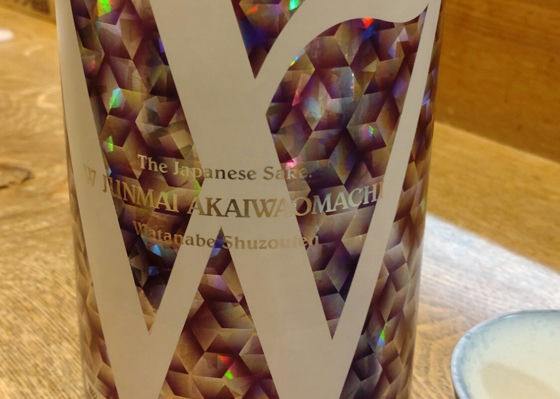 W
The Japanese Sake.
W JUNMAI AKAIWAOMACHI
Watanabe Shuzouten